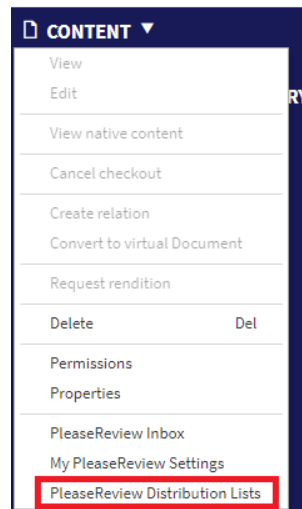 CONTENT ▼
View
Edit
RY
View native content
Cancel checkout
Create relation
Convert to virtual Document
Request rendition
Delete Del
Permissions
Properties
PleaseReview Inbox
My PleaseReview Settings
PleaseReview Distribution Lists